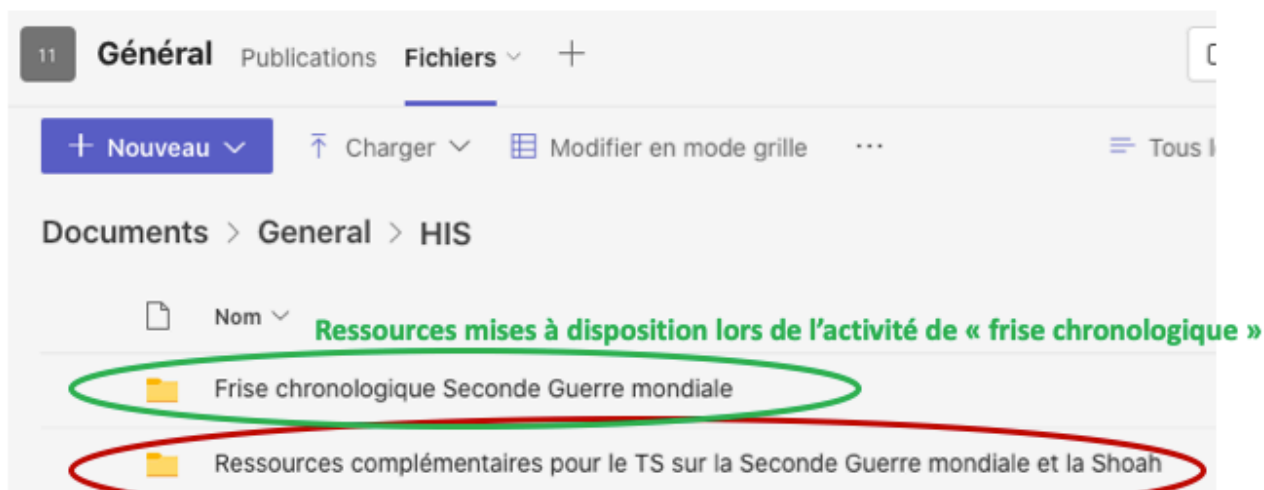 11 Général Publications Fichiers +
+ Nouveau Charger Modifier en mode grille ... Tous
Documents > General > HIS
Nom
Ressources mises à disposition lors de l'activité de « frise chronologique »
Frise chronologique Seconde Guerre mondiale
Ressources complémentaires pour le TS sur la Seconde Guerre mondiale et la Shoah